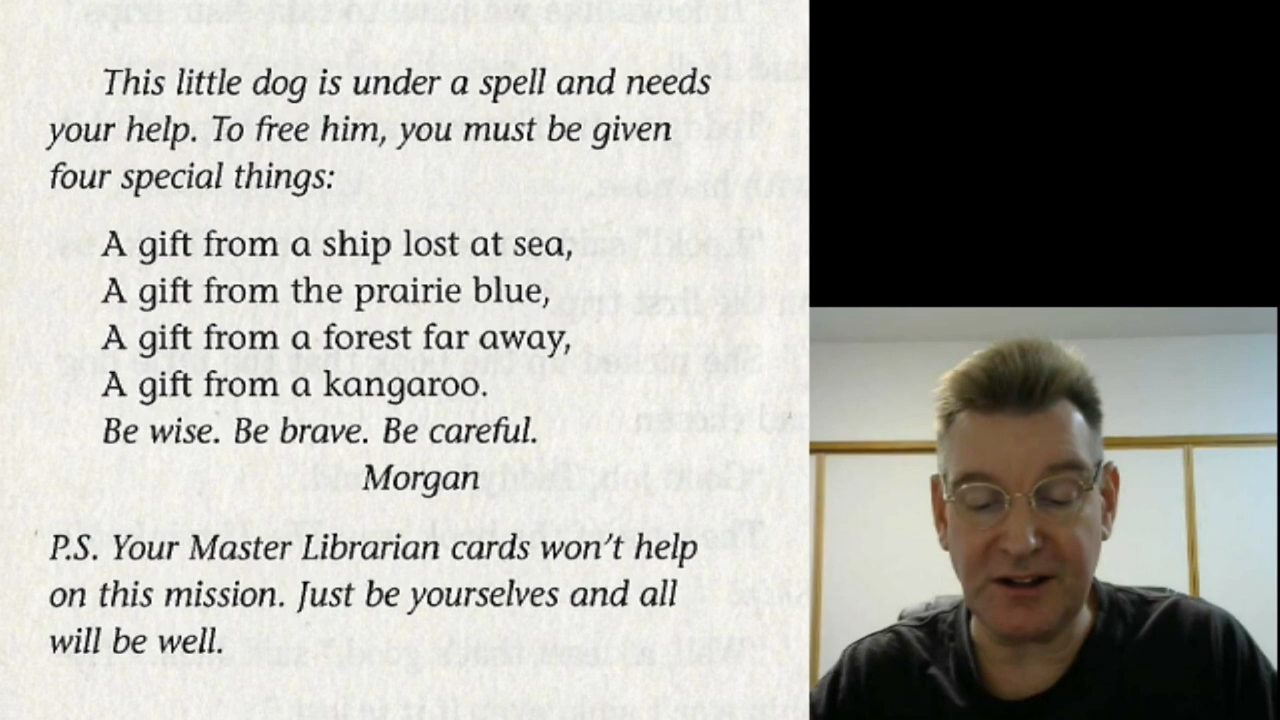 This little dog is under a spell and needs
your help. To free him, you must be given
four special things:
A gift from a ship lost at sea,
A gift from the prairie blue,
A gift from a forest far away,
A gift from a kangaroo.
Be wise. Be brave. Be careful.
Morgan
P.S. Your Master Librarian cards won't help
on this mission. Just be yourselves and all
will be well.